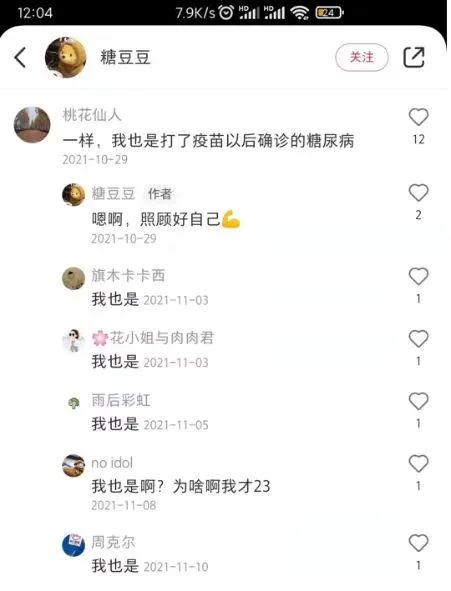 12:04 7.9K/s HD HD 24
糖豆豆 关注
桃花仙人
一样，我也是打了疫苗以后确诊的糖尿病
12
2021-10-29
糖豆豆 作者
嗯啊，照顾好自己💪
2
2021-10-29
旗木卡卡西
我也是 2021-11-03
1
🌸花小姐与肉肉君
我也是 2021-11-03
1
雨后彩虹
我也是 2021-11-05
1
no idol
我也是啊？为啥啊我才23
1
2021-11-08
周克尔
我也是 2021-11-10
1